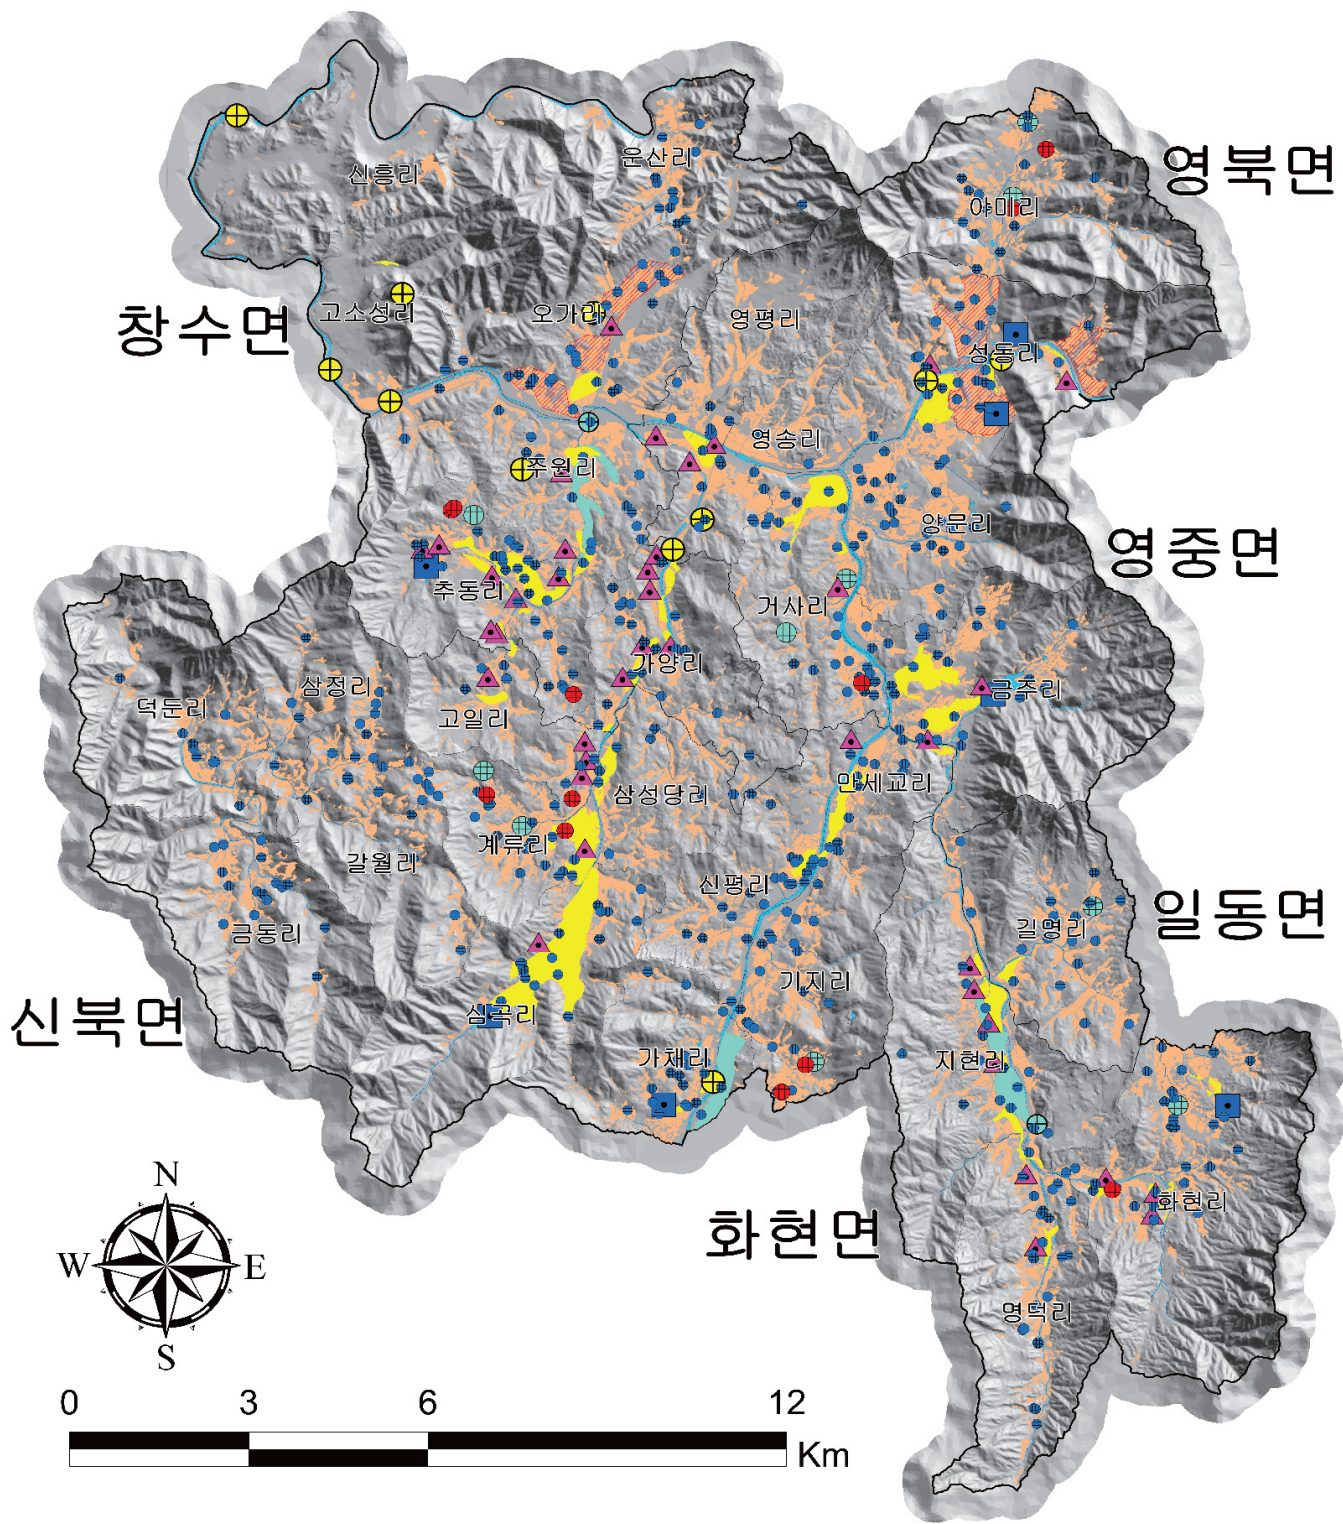 영북면
운산리
신흥리
야미리
고소성리
오가리
영평리
창수면
성동리
영송리
주원리
양문리
영중면
추동리
거사리
가양리
삼정리
금주리
덕둔리
고일리
만세교리
삼성당리
계류리
갈월리
신평리
일동면
길명리
금동리
기지리
신북면
심곡리
가채리
지현리
화현리
화현면
명덕리
N
W
E
S
0 3 6 12
Km